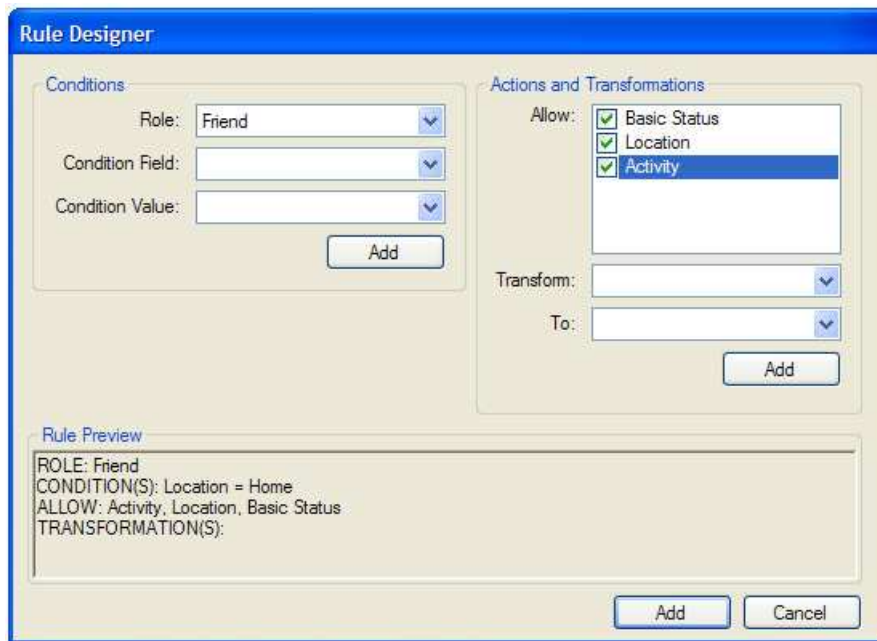 Rule Designer
Conditions
Role: Friend
Condition Field:
Condition Value:
Add
Actions and Transformations
Allow: Basic Status
Location
Activity
Transform:
To:
Add
Rule Preview
ROLE: Friend
CONDITION(S): Location = Home
ALLOW: Activity, Location, Basic Status
TRANSFORMATION(S):
Add Cancel